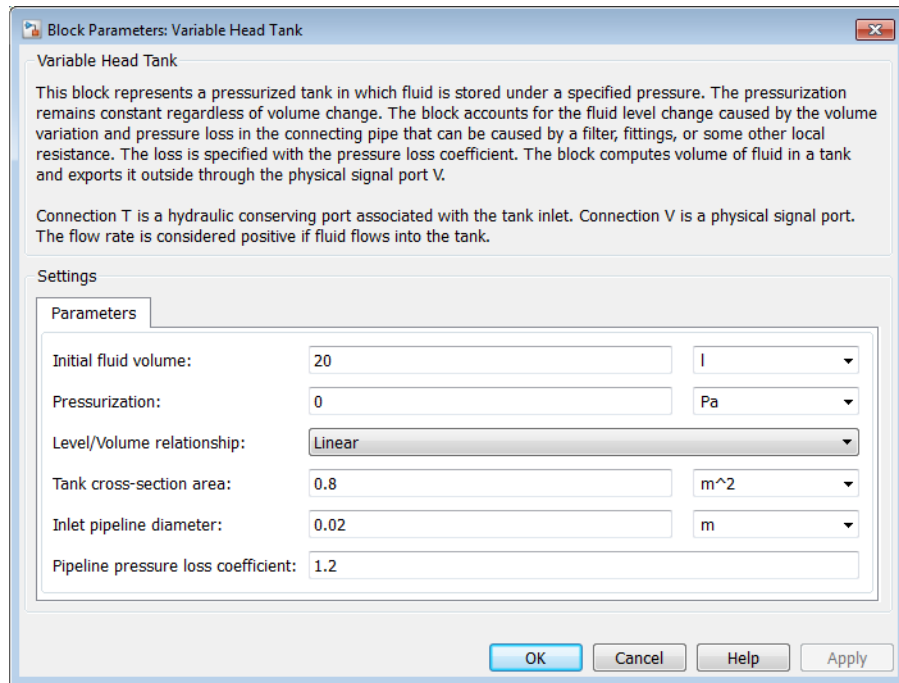 Block Parameters: Variable Head Tank
Variable Head Tank
This block represents a pressurized tank in which fluid is stored under a specified pressure. The pressurization
remains constant regardless of volume change. The block accounts for the fluid level change caused by the volume
variation and pressure loss in the connecting pipe that can be caused by a filter, fittings, or some other local
resistance. The loss is specified with the pressure loss coefficient. The block computes volume of fluid in a tank
and exports it outside through the physical signal port V.
Connection T is a hydraulic conserving port associated with the tank inlet. Connection V is a physical signal port.
The flow rate is considered positive if fluid flows into the tank.
Settings
Parameters
Initial fluid volume: 20 l
Pressurization: 0 Pa
Level/Volume relationship: Linear
Tank cross-section area: 0.8 m^2
Inlet pipeline diameter: 0.02 m
Pipeline pressure loss coefficient: 1.2
OK Cancel Help Apply